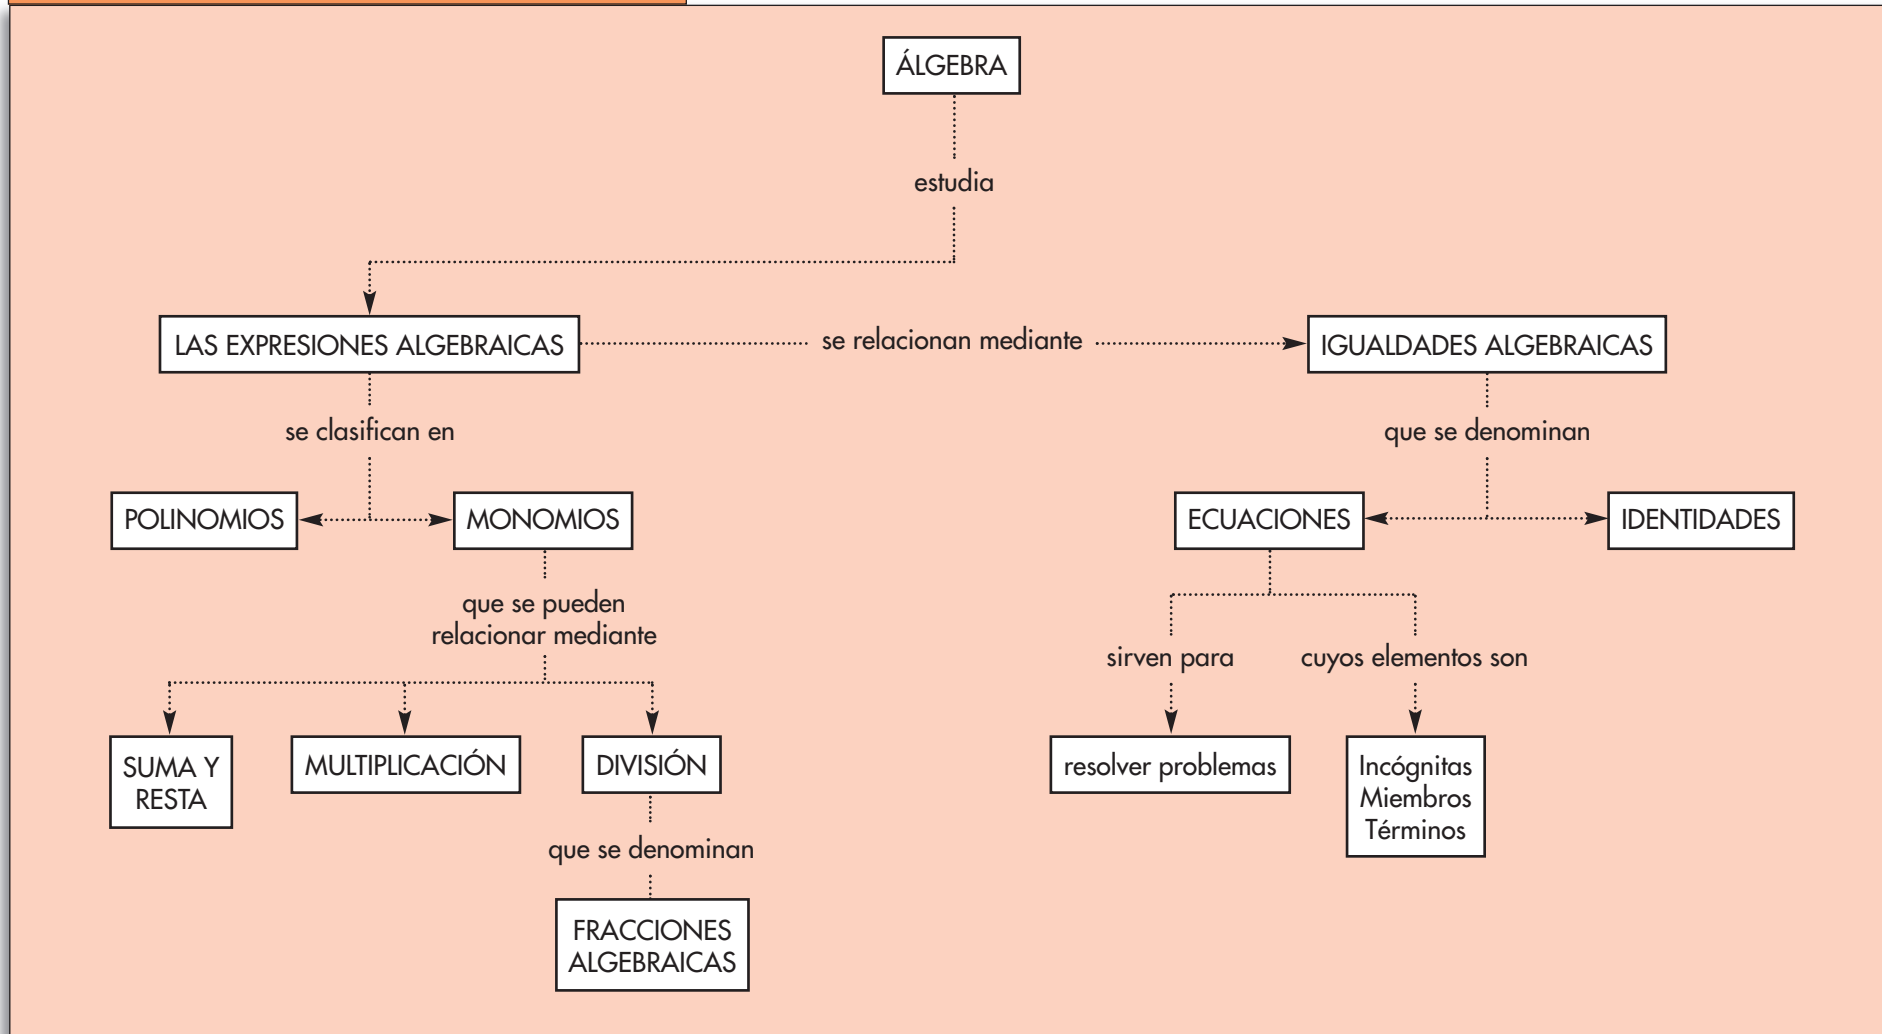 ÁLGEBRA
estudia
LAS EXPRESIONES ALGEBRAICAS
se relacionan mediante
IGUALDADES ALGEBRAICAS
se clasifican en
que se denominan
POLINOMIOS
MONOMIOS
ECUACIONES
IDENTIDADES
que se pueden
relacionar mediante
sirven para
cuyos elementos son
SUMA Y
RESTA
MULTIPLICACIÓN
DIVISIÓN
resolver problemas
Incógnitas
Miembros
Términos
que se denominan
FRACCIONES
ALGEBRAICAS